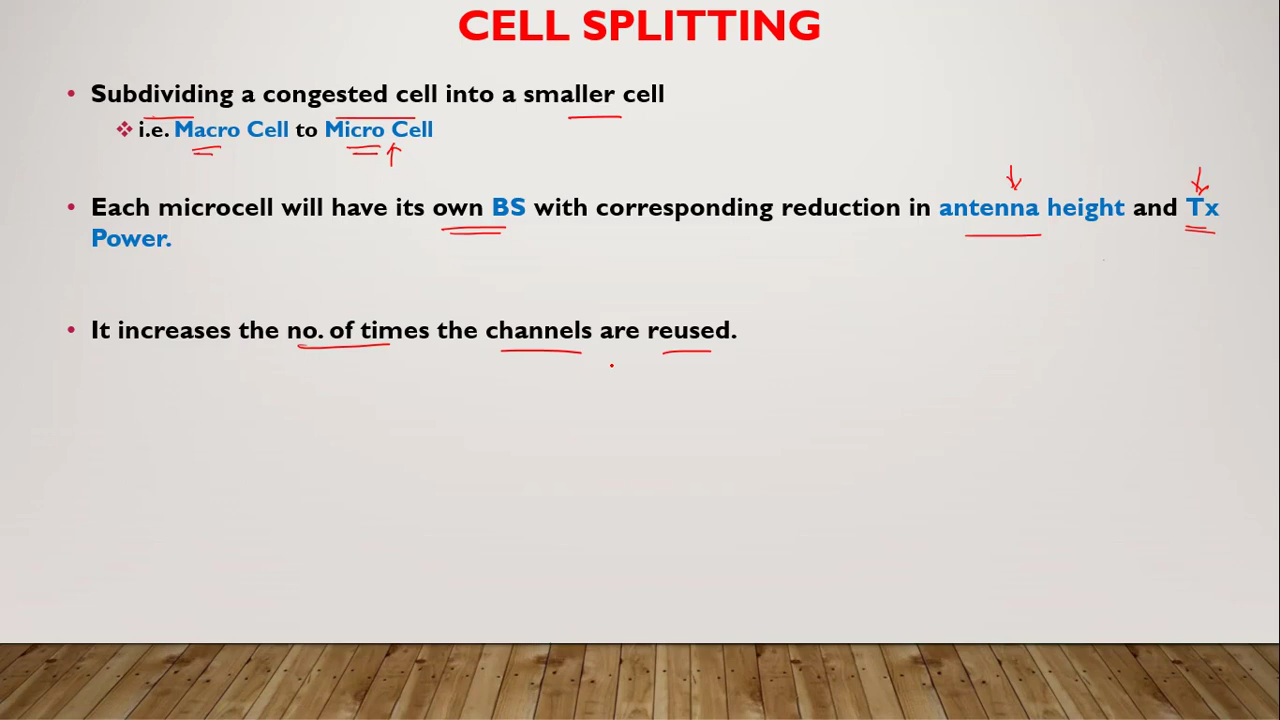 CELL SPLITTING
• Subdividing a congested cell into a smaller cell
❖ i.e. Macro Cell to Micro Cell
• Each microcell will have its own BS with corresponding reduction in antenna height and Tx
Power.
• It increases the no. of times the channels are reused.